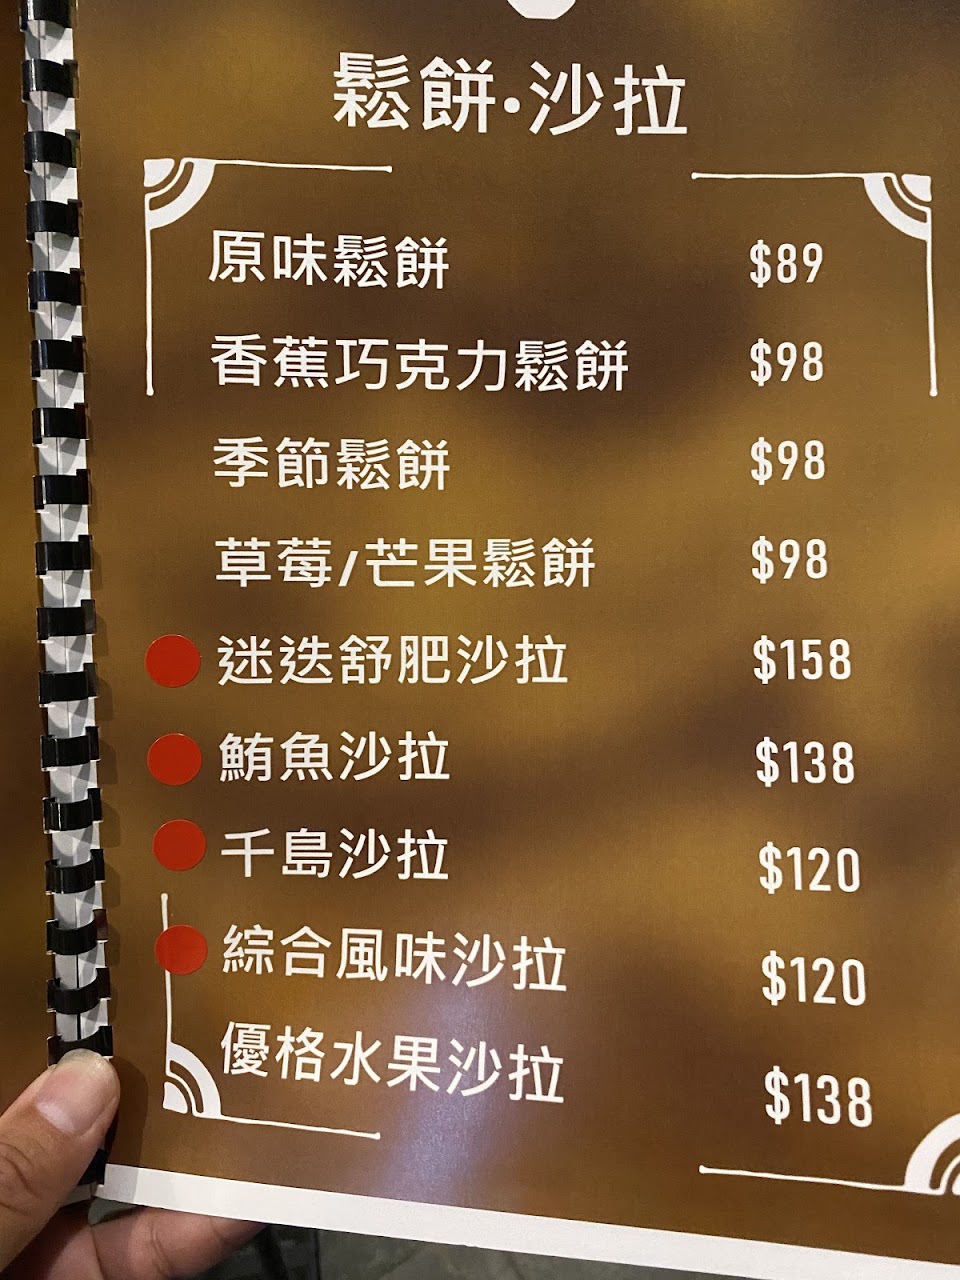 鬆餅·沙拉
原味鬆餅 $89
香蕉巧克力鬆餅 $98
季節鬆餅 $98
草莓/芒果鬆餅 $98
迷迭舒肥沙拉 $158
鮪魚沙拉 $138
千島沙拉 $120
綜合風味沙拉 $120
優格水果沙拉 $138